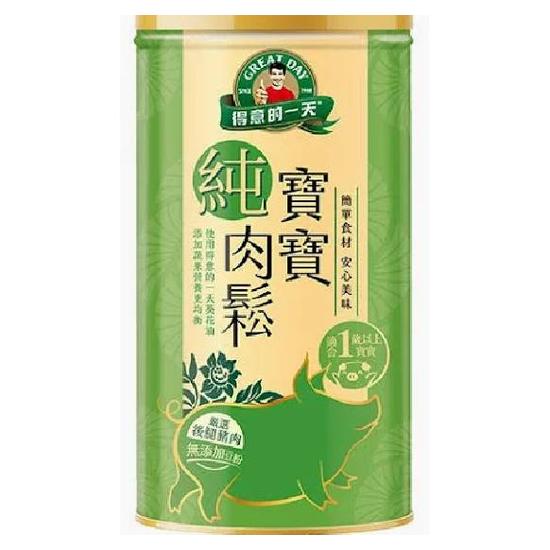 GREAT DAY
SINCE 1998
得意的一天
簡單食材 安心美味
寶寶
純肉鬆
使用得意的一天葵花油
添加蔬果營養更均衡
適合1歲以上寶寶
嚴選
後腿豬肉
無添加豆粉